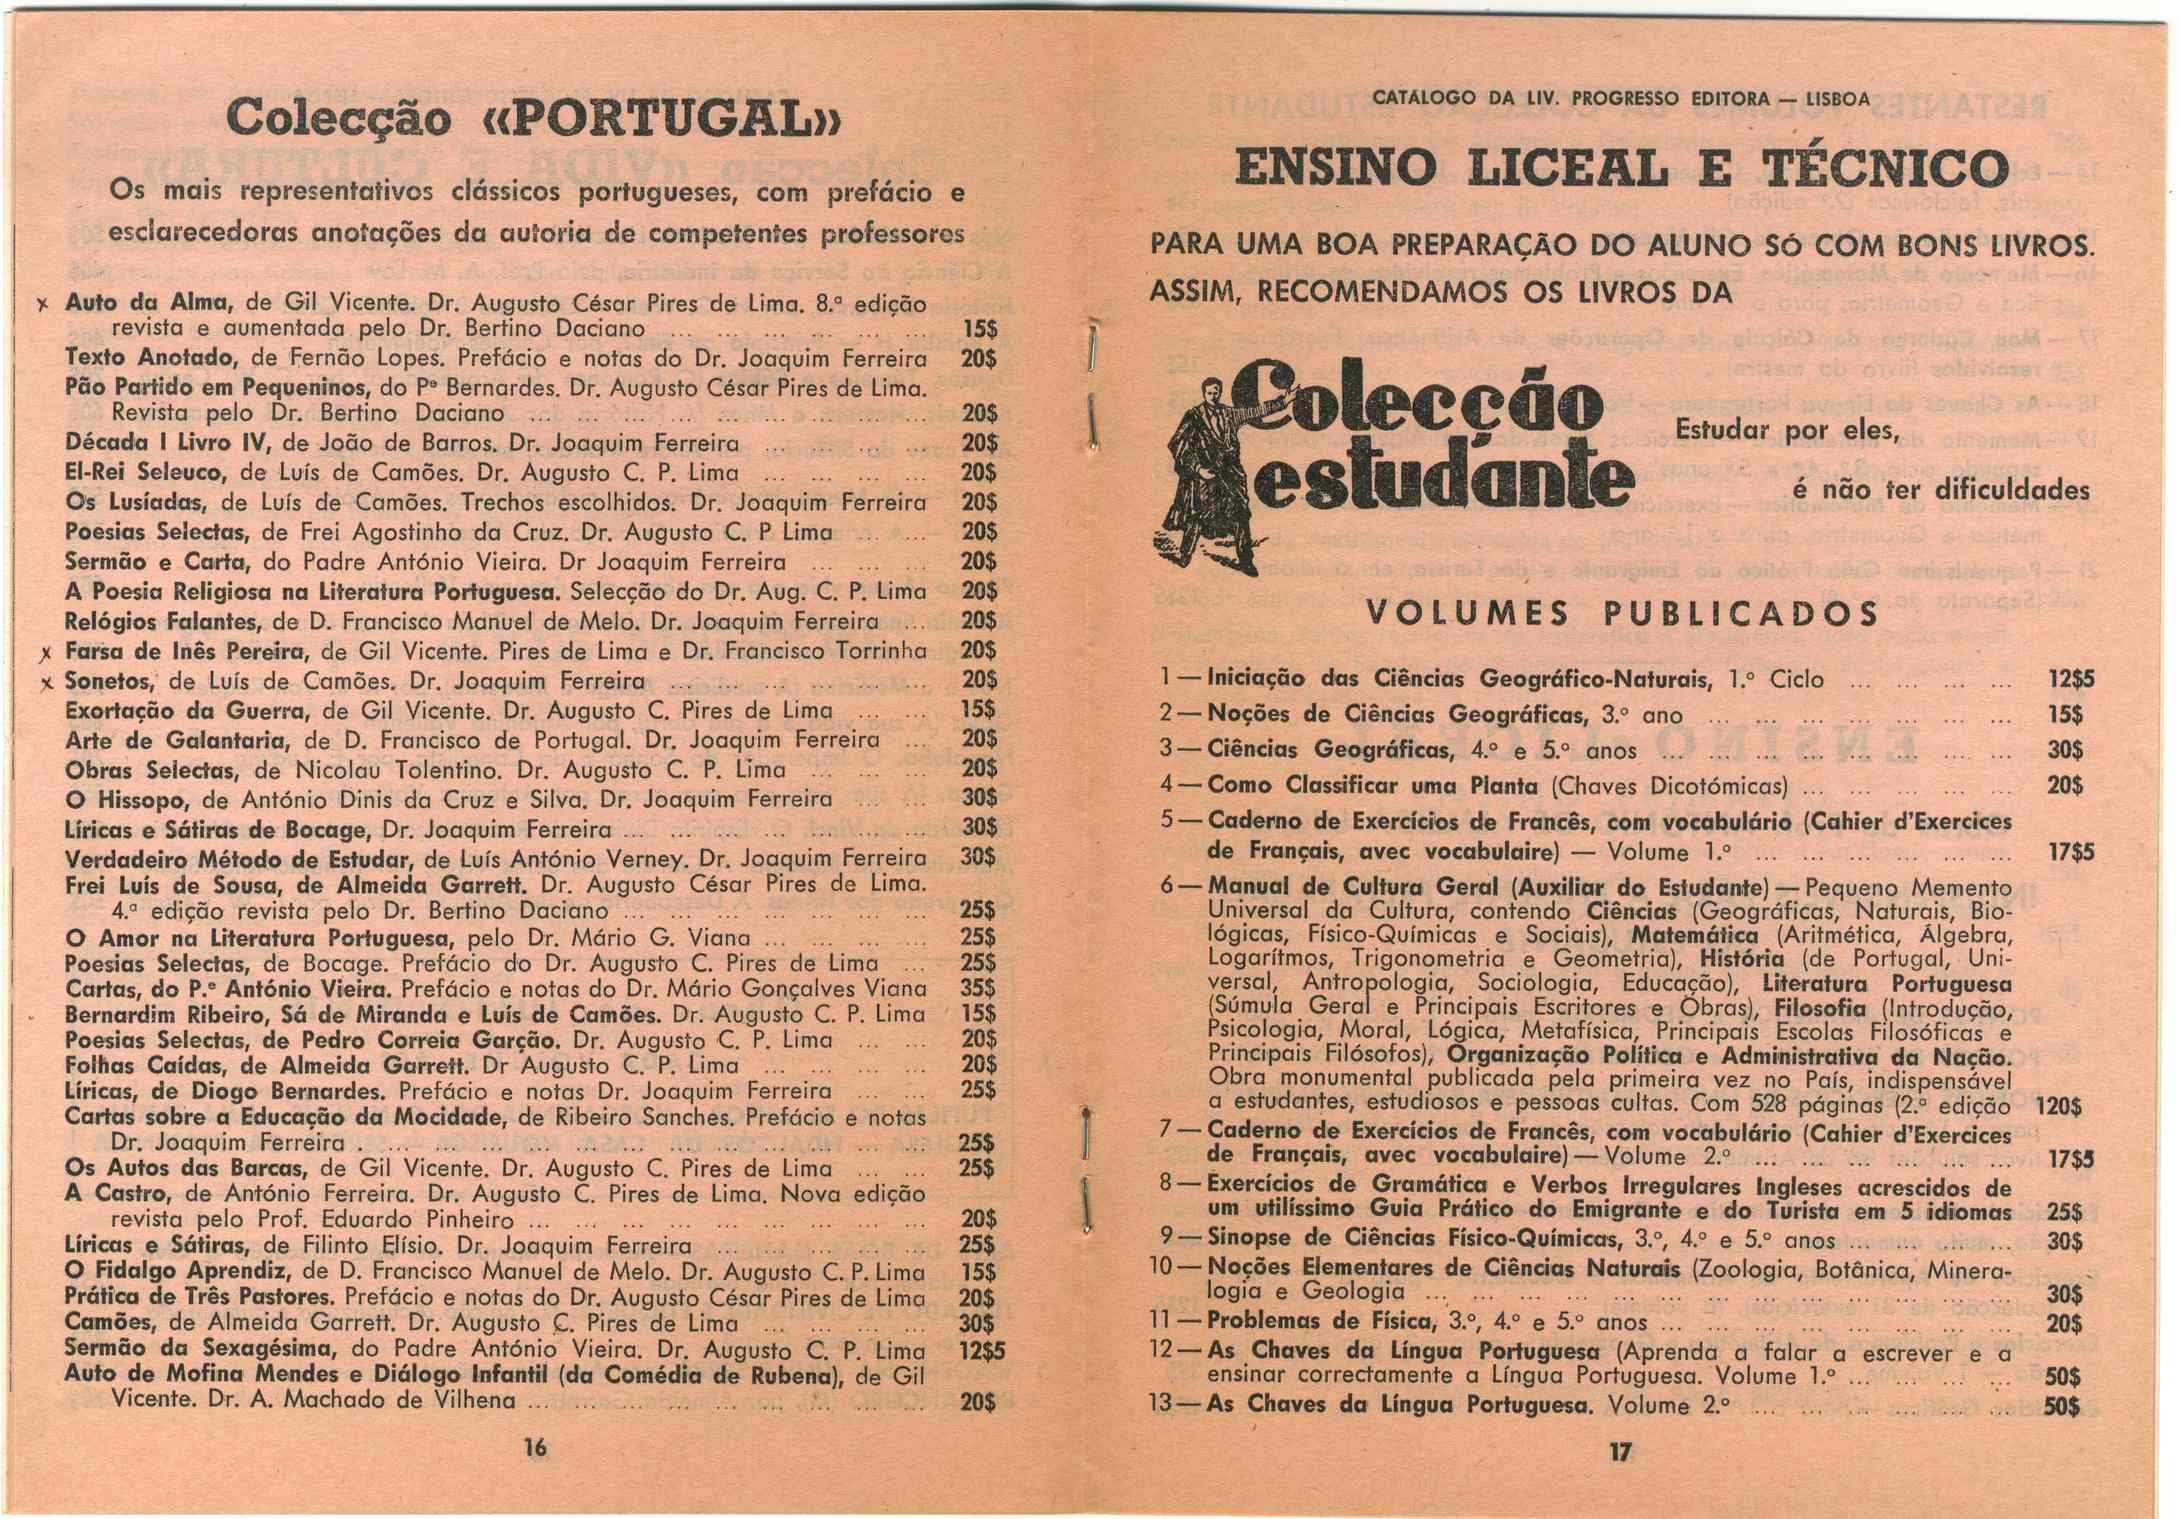 Colecção «PORTUGAL»
Os mais representativos clássicos portugueses, com prefácio e
esclarecedoras anotações da autoria de competentes professores
x Auto da Alma, de Gil Vicente. Dr. Augusto César Pires de Lima. 8.ª edição
revista e aumentada pelo Dr. Bertino Daciano ... ... ... ... ... 15$
Texto Anotado, de Fernão Lopes. Prefácio e notas do Dr. Joaquim Ferreira 20$
Pão Partido em Pequeninos, do Pe Bernardes. Dr. Augusto César Pires de Lima.
Revista pelo Dr. Bertino Daciano ... ... ... ... ... ... ... ... 20$
Década I Livro IV, de João de Barros. Dr. Joaquim Ferreira ... ... ... 20$
El-Rei Seleuco, de Luís de Camões. Dr. Augusto C. P. Lima ... ... ... 20$
Os Lusíadas, de Luís de Camões. Trechos escolhidos. Dr. Joaquim Ferreira 20$
Poesias Selectas, de Frei Agostinho da Cruz. Dr. Augusto C. P Lima ... ... 20$
Sermão e Carta, do Padre António Vieira. Dr Joaquim Ferreira ... ... ... 20$
A Poesia Religiosa na Literatura Portuguesa. Selecção do Dr. Aug. C. P. Lima 20$
Relógios Falantes, de D. Francisco Manuel de Melo. Dr. Joaquim Ferreira ... 20$
x Farsa de Inês Pereira, de Gil Vicente. Pires de Lima e Dr. Francisco Torrinha 20$
x Sonetos, de Luís de Camões. Dr. Joaquim Ferreira ... ... ... ... ... 20$
Exortação da Guerra, de Gil Vicente. Dr. Augusto C. Pires de Lima ... ... 15$
Arte de Galantaria, de D. Francisco de Portugal. Dr. Joaquim Ferreira ... 20$
Obras Selectas, de Nicolau Tolentino. Dr. Augusto C. P. Lima ... ... ... 20$
O Hissopo, de António Dinis da Cruz e Silva. Dr. Joaquim Ferreira ... ... 30$
Líricas e Sátiras de Bocage, Dr. Joaquim Ferreira ... ... ... ... ... ... 30$
Verdadeiro Método de Estudar, de Luís António Verney. Dr. Joaquim Ferreira 30$
Frei Luís de Sousa, de Almeida Garrett. Dr. Augusto César Pires de Lima.
4.ª edição revista pelo Dr. Bertino Daciano ... ... ... ... ... ... 25$
O Amor na Literatura Portuguesa, pelo Dr. Mário G. Viana ... ... ... ... 25$
Poesias Selectas, de Bocage. Prefácio do Dr. Augusto C. Pires de Lima ... 25$
Cartas, do P.e António Vieira. Prefácio e notas do Dr. Mário Gonçalves Viana 35$
Bernardim Ribeiro, Sá de Miranda e Luís de Camões. Dr. Augusto C. P. Lima 15$
Poesias Selectas, de Pedro Correia Garção. Dr. Augusto C. P. Lima ... ... 20$
Folhas Caídas, de Almeida Garrett. Dr Augusto C. P. Lima ... ... ... 20$
Líricas, de Diogo Bernardes. Prefácio e notas Dr. Joaquim Ferreira ... ... 25$
Cartas sobre a Educação da Mocidade, de Ribeiro Sanches. Prefácio e notas
Dr. Joaquim Ferreira . ... ... ... ... ... ... ... ... ... ... 25$
Os Autos das Barcas, de Gil Vicente. Dr. Augusto C. Pires de Lima ... ... 25$
A Castro, de António Ferreira. Dr. Augusto C. Pires de Lima. Nova edição
revista pelo Prof. Eduardo Pinheiro ... ... ... ... ... ... ... ... 20$
Líricas e Sátiras, de Filinto Elísio. Dr. Joaquim Ferreira ... ... ... ... 25$
O Fidalgo Aprendiz, de D. Francisco Manuel de Melo. Dr. Augusto C. P. Lima 15$
Prática de Três Pastores. Prefácio e notas do Dr. Augusto César Pires de Lima 20$
Camões, de Almeida Garrett. Dr. Augusto C. Pires de Lima ... ... ... ... 30$
Sermão da Sexagésima, do Padre António Vieira. Dr. Augusto C. P. Lima 12$5
Auto de Mofina Mendes e Diálogo Infantil (da Comédia de Rubena), de Gil
Vicente. Dr. A. Machado de Vilhena ... ... ... ... ... ... ... ... 20$
16
CATÁLOGO DA LIV. PROGRESSO EDITORA — LISBOA
ENSINO LICEAL E TÉCNICO
PARA UMA BOA PREPARAÇÃO DO ALUNO SÓ COM BONS LIVROS.
ASSIM, RECOMENDAMOS OS LIVROS DA
Colecção
estudante
Estudar por eles,
é não ter dificuldades
VOLUMES PUBLICADOS
1 — Iniciação das Ciências Geográfico-Naturais, 1.º Ciclo ... ... ... ... 12$5
2 — Noções de Ciências Geográficas, 3.º ano ... ... ... ... ... ... ... 15$
3 — Ciências Geográficas, 4.º e 5.º anos ... ... ... ... ... ... ... ... 30$
4 — Como Classificar uma Planta (Chaves Dicotómicas) ... ... ... ... ... 20$
5 — Caderno de Exercícios de Francês, com vocabulário (Cahier d'Exercices
de Français, avec vocabulaire) — Volume 1.º ... ... ... ... ... ... 17$5
6 — Manual de Cultura Geral (Auxiliar do Estudante) — Pequeno Memento
Universal da Cultura, contendo Ciências (Geográficas, Naturais, Bio-
lógicas, Físico-Químicas e Sociais), Matemática (Aritmética, Álgebra,
Logarítmos, Trigonometria e Geometria), História (de Portugal, Uni-
versal, Antropologia, Sociologia, Educação), Literatura Portuguesa
(Súmula Geral e Principais Escritores e Obras), Filosofia (Introdução,
Psicologia, Moral, Lógica, Metafísica, Principais Escolas Filosóficas e
Principais Filósofos), Organização Política e Administrativa da Nação.
Obra monumental publicada pela primeira vez no País, indispensável
a estudantes, estudiosos e pessoas cultas. Com 528 páginas (2.ª edição 120$
7 — Caderno de Exercícios de Francês, com vocabulário (Cahier d'Exercices
de Français, avec vocabulaire) — Volume 2.º ... ... ... ... ... ... 17$5
8 — Exercícios de Gramática e Verbos Irregulares Ingleses acrescidos de
um utilíssimo Guia Prático do Emigrante e do Turista em 5 idiomas 25$
9 — Sinopse de Ciências Físico-Químicas, 3.º, 4.º e 5.º anos ... ... ... ... 30$
10 — Noções Elementares de Ciências Naturais (Zoologia, Botânica, Minera-
logia e Geologia ... ... ... ... ... ... ... ... ... ... ... ... 30$
11 — Problemas de Física, 3.º, 4.º e 5.º anos ... ... ... ... ... ... ... ... 20$
12 — As Chaves da Língua Portuguesa (Aprenda a falar a escrever e a
ensinar correctamente a Língua Portuguesa. Volume 1.º ... ... ... ... 50$
13 — As Chaves da Língua Portuguesa. Volume 2.º ... ... ... ... ... ... 50$
17